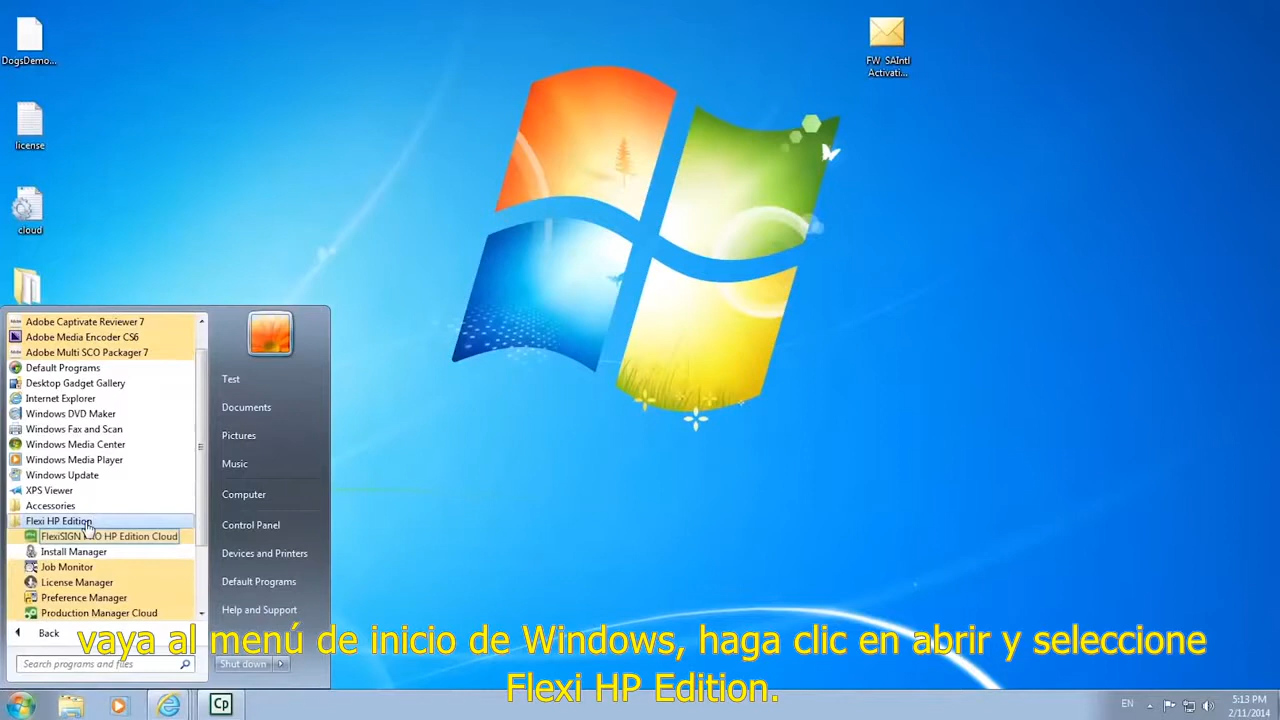 DogsDemo...
license
cloud
FW_SAIntl
Activati...
Adobe Captivate Reviewer 7
Adobe Media Encoder CS6
Adobe Multi SCO Packager 7
Default Programs
Desktop Gadget Gallery
Internet Explorer
Windows DVD Maker
Windows Fax and Scan
Windows Media Center
Windows Media Player
Windows Update
XPS Viewer
Accessories
Flexi HP Edition
FlexiSIGN HP Edition Cloud
Install Manager
Job Monitor
License Manager
Preference Manager
Production Manager Cloud
Back
Search programs and files
Test
Documents
Pictures
Music
Computer
Control Panel
Devices and Printers
Default Programs
Help and Support
Shut down
vaya al menú de inicio de Windows, haga clic en abrir y seleccione
Flexi HP Edition.
Cp
EN
5:13 PM
2/11/2014